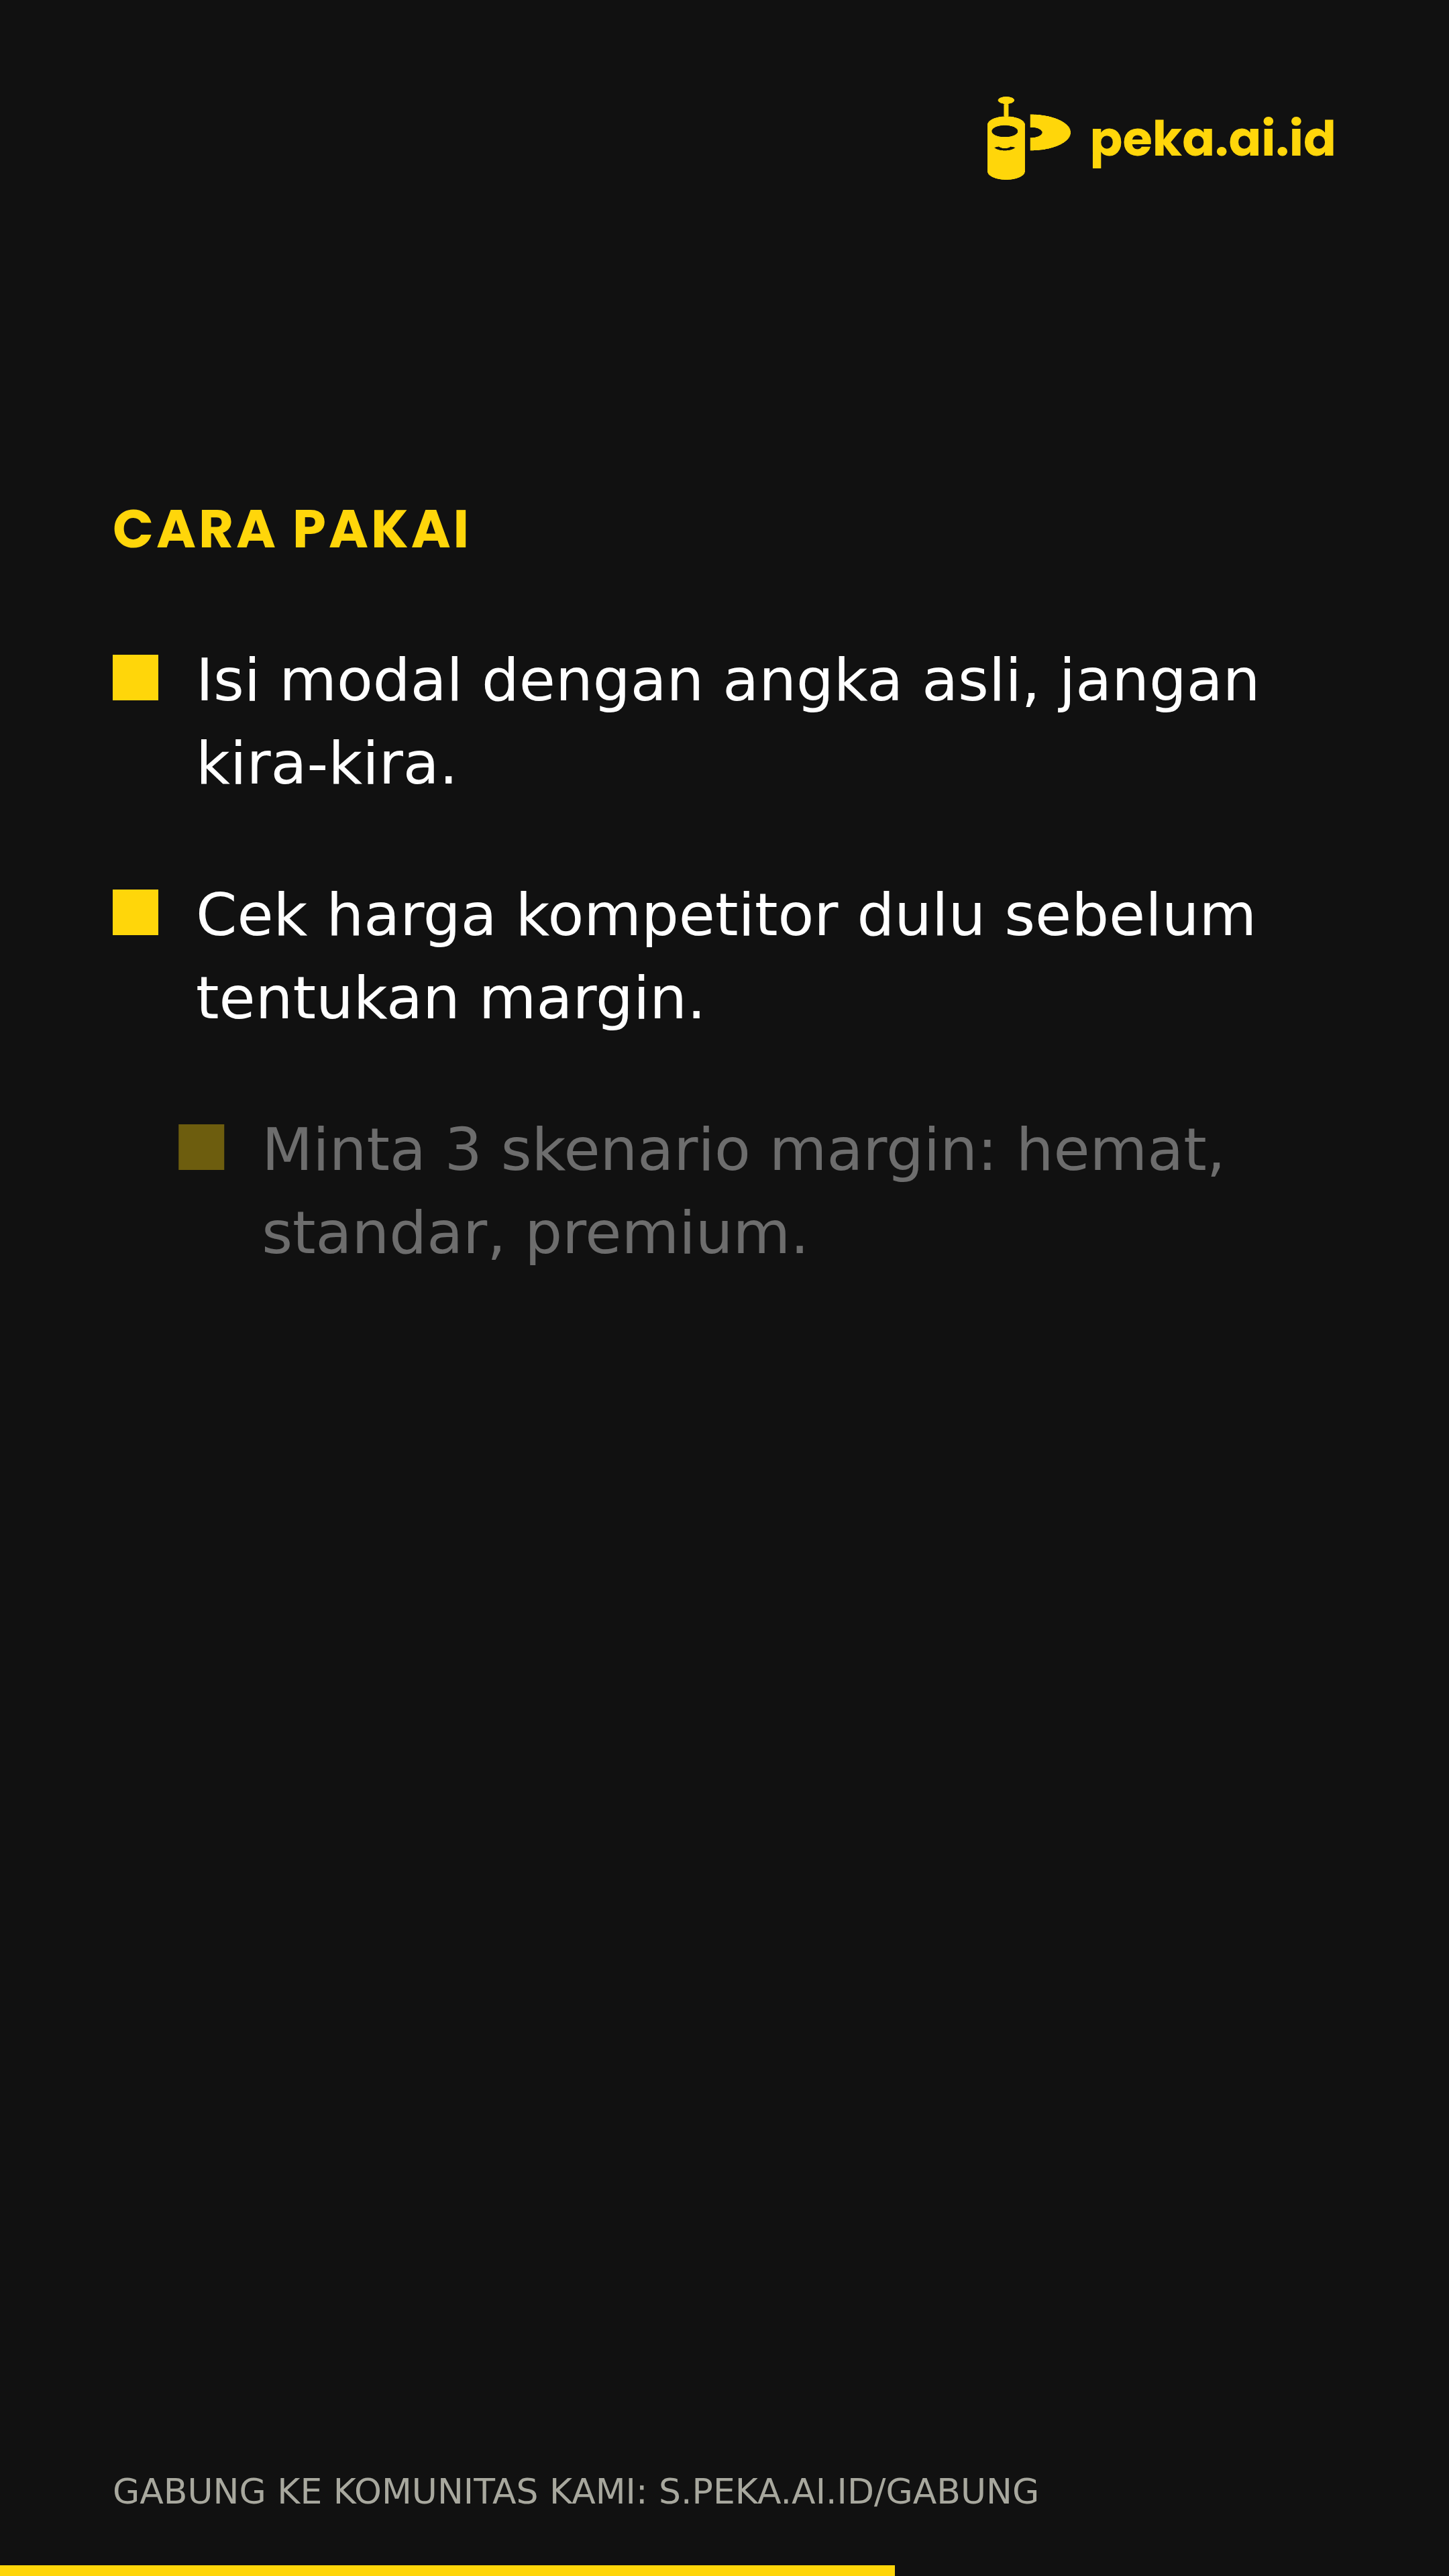 peka.ai.id
CARA PAKAI
Isi modal dengan angka asli, jangan
kira-kira.
Cek harga kompetitor dulu sebelum
tentukan margin.
Minta 3 skenario margin: hemat,
standar, premium.
GABUNG KE KOMUNITAS KAMI: S.PEKA.AI.ID/GABUNG